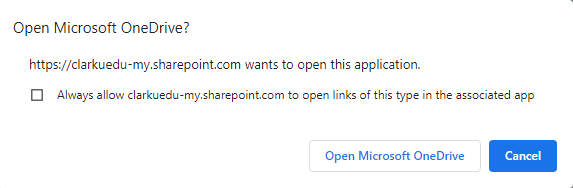 Open Microsoft OneDrive?
https://clarkuedu-my.sharepoint.com wants to open this application.
Always allow clarkuedu-my.sharepoint.com to open links of this type in the associated app
Open Microsoft OneDrive
Cancel